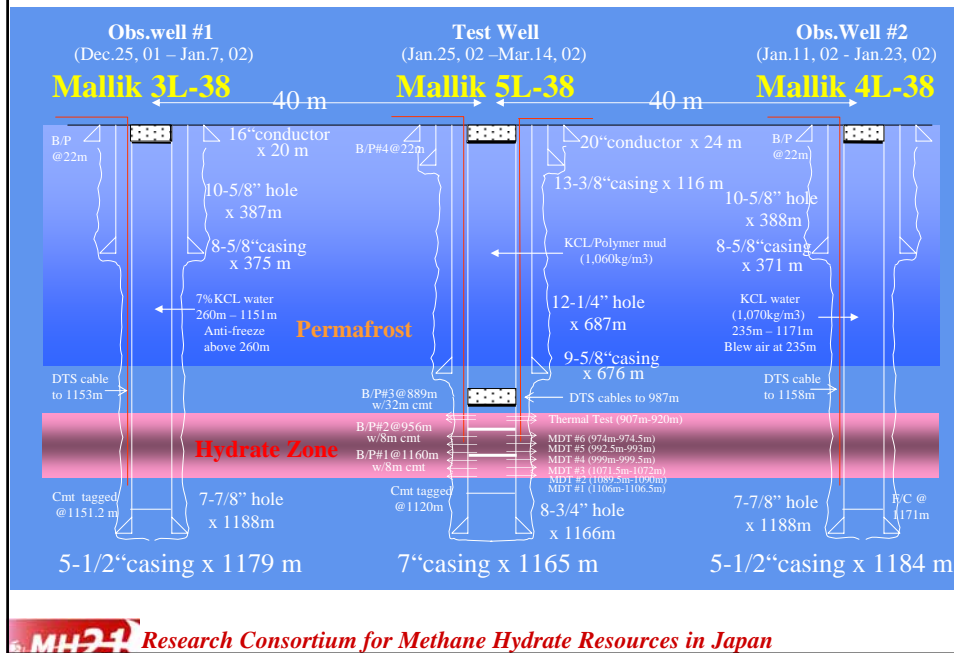 Obs.well #1
(Dec.25, 01 – Jan.7, 02)
Mallik 3L-38
Test Well
(Jan.25, 02 –Mar.14, 02)
Mallik 5L-38
Obs.Well #2
(Jan.11, 02 - Jan.23, 02)
Mallik 4L-38
40 m
40 m
B/P
@22m
16“conductor
x 20 m
10-5/8” hole
x 387m
8-5/8“casing
x 375 m
7%KCL water
260m – 1151m
Anti-freeze
above 260m
DTS cable
to 1153m
Cmt tagged
@1151.2 m
7-7/8” hole
x 1188m
5-1/2“casing x 1179 m
Permafrost
Hydrate Zone
B/P#4@22m
20“conductor x 24 m
13-3/8“casing x 116 m
KCL/Polymer mud
(1,060kg/m3)
12-1/4” hole
x 687m
9-5/8“casing
x 676 m
B/P#3@889m
w/32m cmt
DTS cables to 987m
B/P#2@956m
w/8m cmt
B/P#1@1160m
w/8m cmt
Thermal Test (907m-920m)
MDT #6 (974m-974.5m)
MDT #5 (992.5m-993m)
MDT #4 (999m-999.5m)
MDT #3 (1071.5m-1072m)
MDT #2 (1089.5m-1090m)
MDT #1 (1106m-1106.5m)
Cmt tagged
@1120m
8-3/4” hole
x 1166m
7“casing x 1165 m
B/P
@22m
10-5/8” hole
x 388m
8-5/8“casing
x 371 m
KCL water
(1,070kg/m3)
235m – 1171m
Blew air at 235m
DTS cable
to 1158m
7-7/8” hole
x 1188m
F/C @
1171m
5-1/2“casing x 1184 m
MH21
Research Consortium for Methane Hydrate Resources in Japan